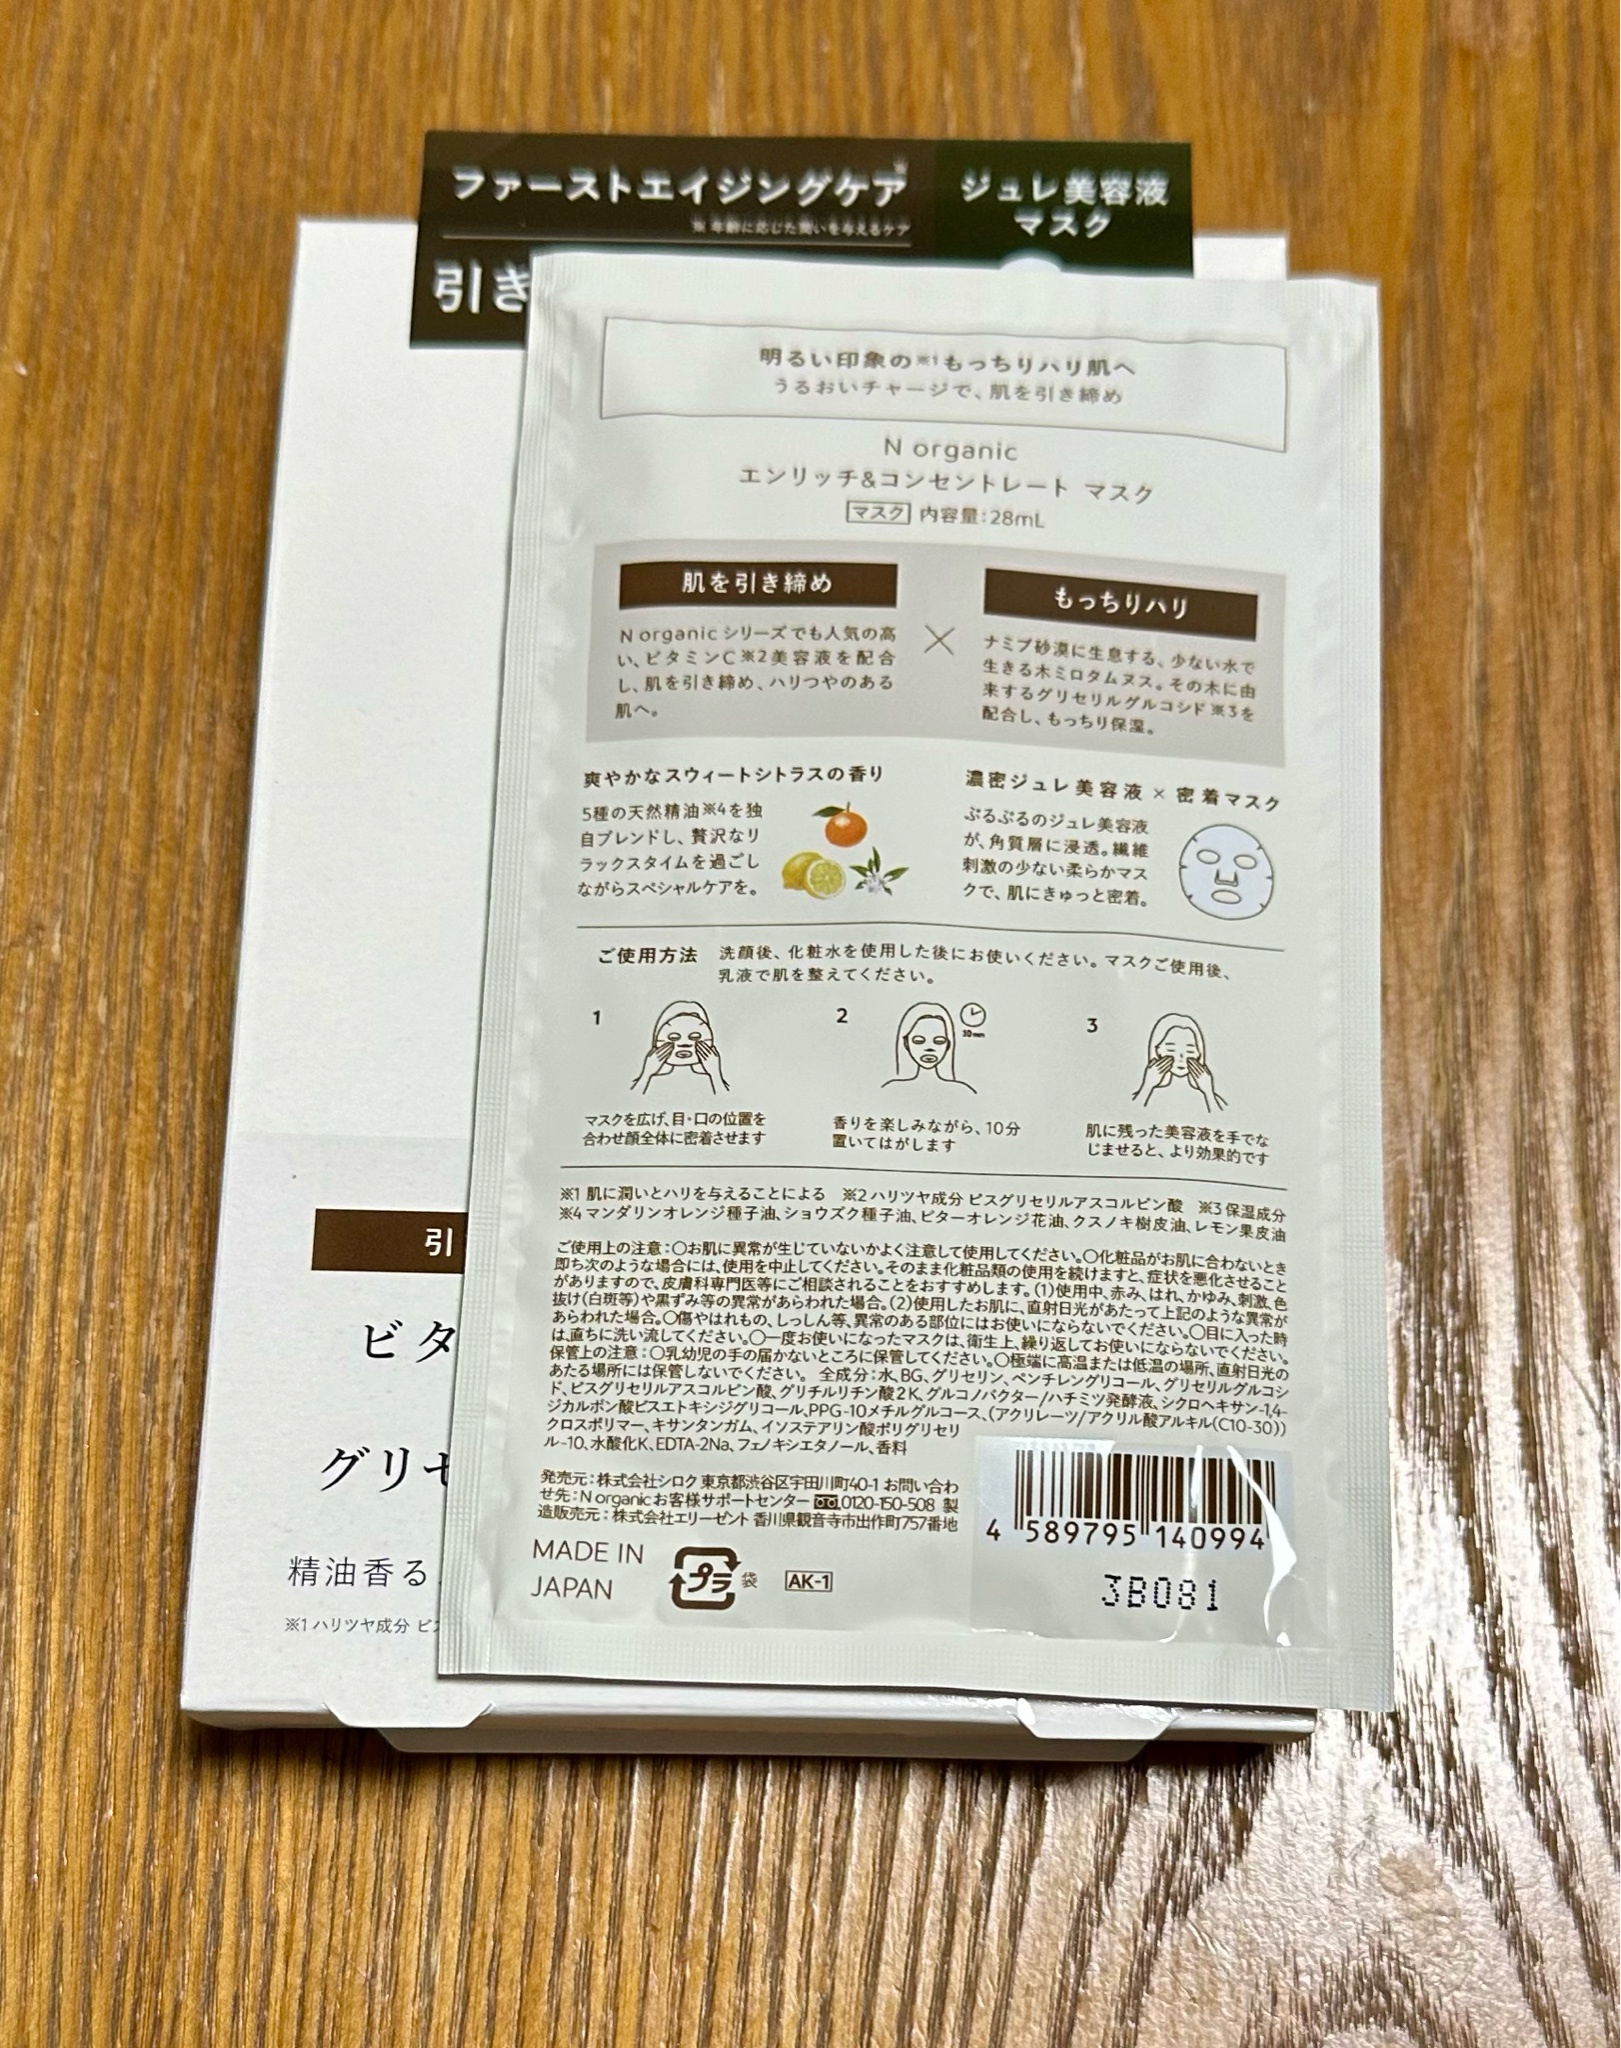 ファーストエイジングケア※
※ 年齢に応じた潤いを与えるケア
ジュレ美容液
マスク
引き
明るい印象の※1もっちりハリ肌へ
うるおいチャージで、肌を引き締め
N organic
エンリッチ&コンセントレート マスク
マスク 内容量:28mL
肌を引き締め
N organicシリーズでも人気の高
い、ビタミンC※2美容液を配合
し、肌を引き締め、ハリつやのある
肌へ。
×
もっちりハリ
ナミブ砂漠に生息する、少ない水で
生きる木ミロタムヌス。その木に由
来するグリセリルグルコシド※3を
配合し、もっちり保湿。
爽やかなスウィートシトラスの香り
5種の天然精油※4を独
自ブレンドし、贅沢なリ
ラックスタイムを過ごし
ながらスペシャルケアを。
濃密ジュレ美容液 × 密着マスク
ぷるぷるのジュレ美容液
が、角質層に浸透。繊維
刺激の少ない柔らかマス
クで、肌にきゅっと密着。
ご使用方法 洗顔後、化粧水を使用した後にお使いください。マスクご使用後、
乳液で肌を整えてください。
1
マスクを広げ、目・口の位置を
合わせ顔全体に密着させます
2
10min
香りを楽しみながら、10分
置いてはがします
3
肌に残った美容液を手でな
じませると、より効果的です
※1 肌に潤いとハリを与えることによる ※2 ハリツヤ成分 ビスグリセリルアスコルビン酸 ※3 保湿成分
※4 マンダリンオレンジ種子油、ショウズク種子油、ビターオレンジ花油、クスノキ樹皮油、レモン果皮油
ご使用上の注意:○お肌に異常が生じていないかよく注意して使用してください。○化粧品がお肌に合わないとき
即ち次のような場合には、使用を中止してください。そのまま化粧品類の使用を続けますと、症状を悪化させること
がありますので、皮膚科専門医等にご相談されることをおすすめします。(1)使用中、赤み、はれ、かゆみ、刺激、色
抜け(白斑等)や黒ずみ等の異常があらわれた場合。(2)使用したお肌に、直射日光があたって上記のような異常が
あらわれた場合。○傷やはれもの、しっしん等、異常のある部位にはお使いにならないでください。○目に入った時
は、直ちに洗い流してください。○一度お使いになったマスクは、衛生上、繰り返してお使いにならないでください。
保管上の注意:○乳幼児の手の届かないところに保管してください。○極端に高温または低温の場所、直射日光の
あたる場所には保管しないでください。 全成分:水、BG、グリセリン、ペンチレングリコール、グリセリルグルコシ
ド、ビスグリセリルアスコルビン酸、グリチルリチン酸2K、グルコノバクター/ハチミツ発酵液、シクロヘキサン-1,4-
ジカルボン酸ビスエトキシジグリコール、PPG-10メチルグルコース、(アクリレーツ/アクリル酸アルキル(C10-30))
クロスポリマー、キサンタンガム、イソステアリン酸ポリグリセリ
ル-10、水酸化K、EDTA-2Na、フェノキシエタノール、香料
発売元:株式会社シロク 東京都渋谷区宇田川町40-1 お問い合わ
せ先:N organicお客様サポートセンター 0120-150-508 製
造販売元:株式会社エリーゼント 香川県観音寺市出作町757番地
MADE IN
JAPAN
プラ 袋
AK-1
4 589795 140994
3B081
引
ビタ
グリセ
精油香る
※1 ハリツヤ成分 ビ